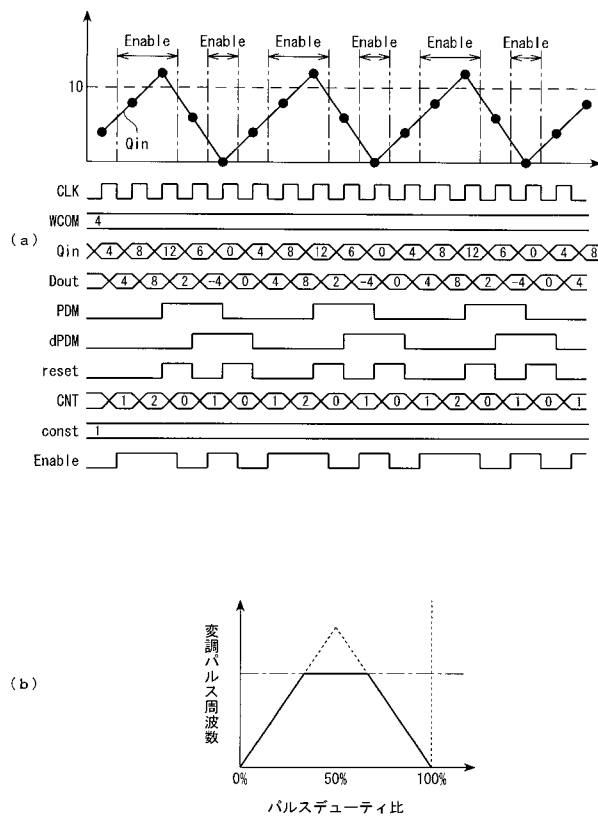 Enable Enable Enable Enable Enable Enable
10
Qin
(a)
CLK
WCOM 4
Qin 4 8 12 6 0 4 8 12 6 0 4 8 12 6 0 4 8
Dout 4 8 2 -4 0 4 8 2 -4 0 4 8 2 -4 0 4
PDM
dPDM
reset
CNT 1 2 0 1 0 1 2 0 1 0 1 2 0 1 0 1
const 1
Enable
(b)
変調パルス周波数
0% 50% 100%
パルスデューティ比